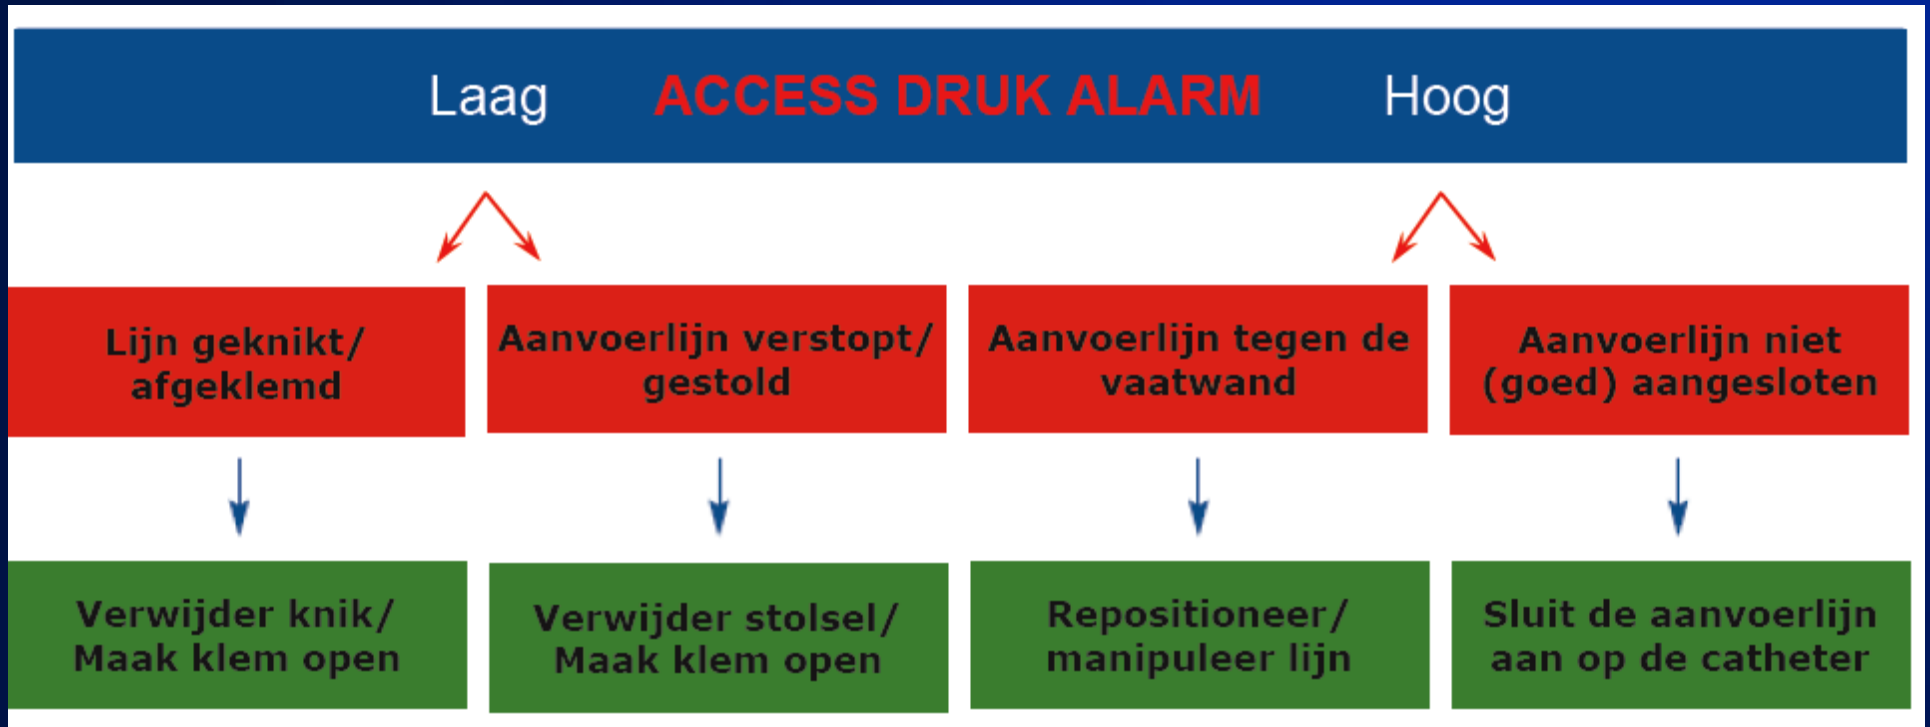 Laag ACCESS DRUK ALARM Hoog
Lijn geknikt/
afgeklemd
Aanvoerlijn verstopt/
gestold
Aanvoerlijn tegen de
vaatwand
Aanvoerlijn niet
(goed) aangesloten
Verwijder knik/
Maak klem open
Verwijder stolsel/
Maak klem open
Repositioneer/
manipuleer lijn
Sluit de aanvoerlijn
aan op de catheter